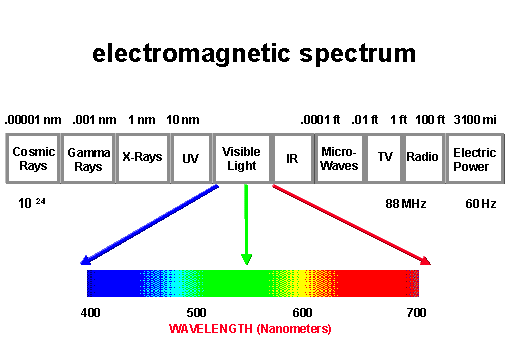 electromagnetic spectrum
.00001 nm .001 nm 1 nm 10 nm .0001 ft .01 ft 1 ft 100 ft 3100 mi
Cosmic Rays Gamma Rays X-Rays UV Visible Light IR Micro-Waves TV Radio Electric Power
10 24 88 MHz 60 Hz
400 500 600 700
WAVELENGTH (Nanometers)